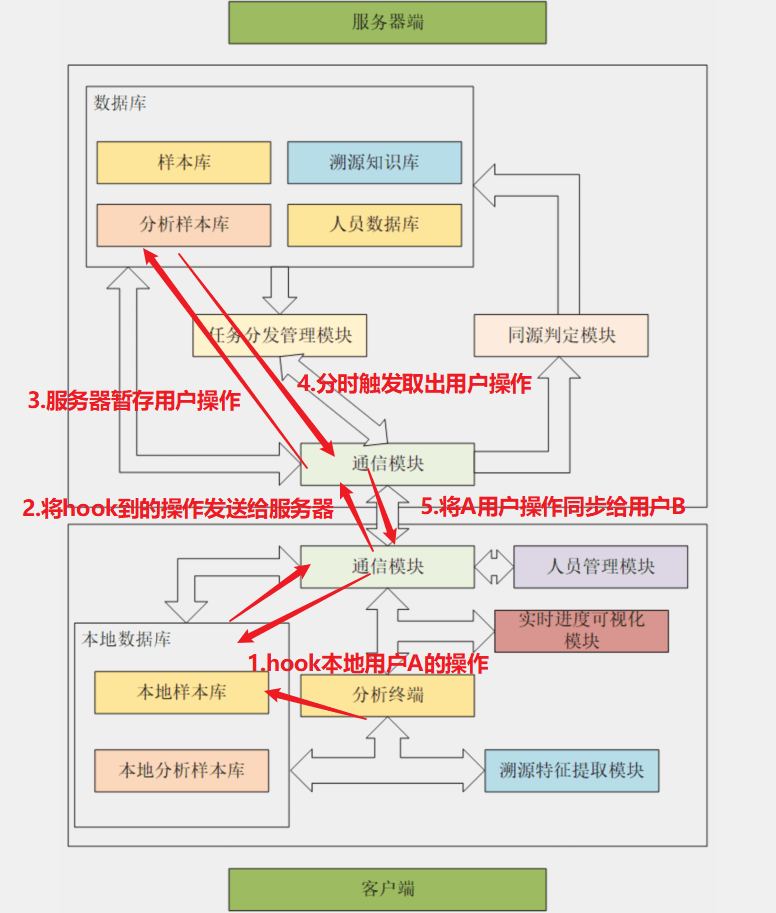 服务器端
数据库
样本库
溯源知识库
分析样本库
人员数据库
任务分发管理模块
同源判定模块
4.分时触发取出用户操作
3.服务器暂存用户操作
通信模块
2.将hook到的操作发送给服务器
5.将A用户操作同步给用户B
通信模块
人员管理模块
实时进度可视化
模块
本地数据库
1.hook本地用户A的操作
本地样本库
分析终端
本地分析样本库
溯源特征提取模块
客户端